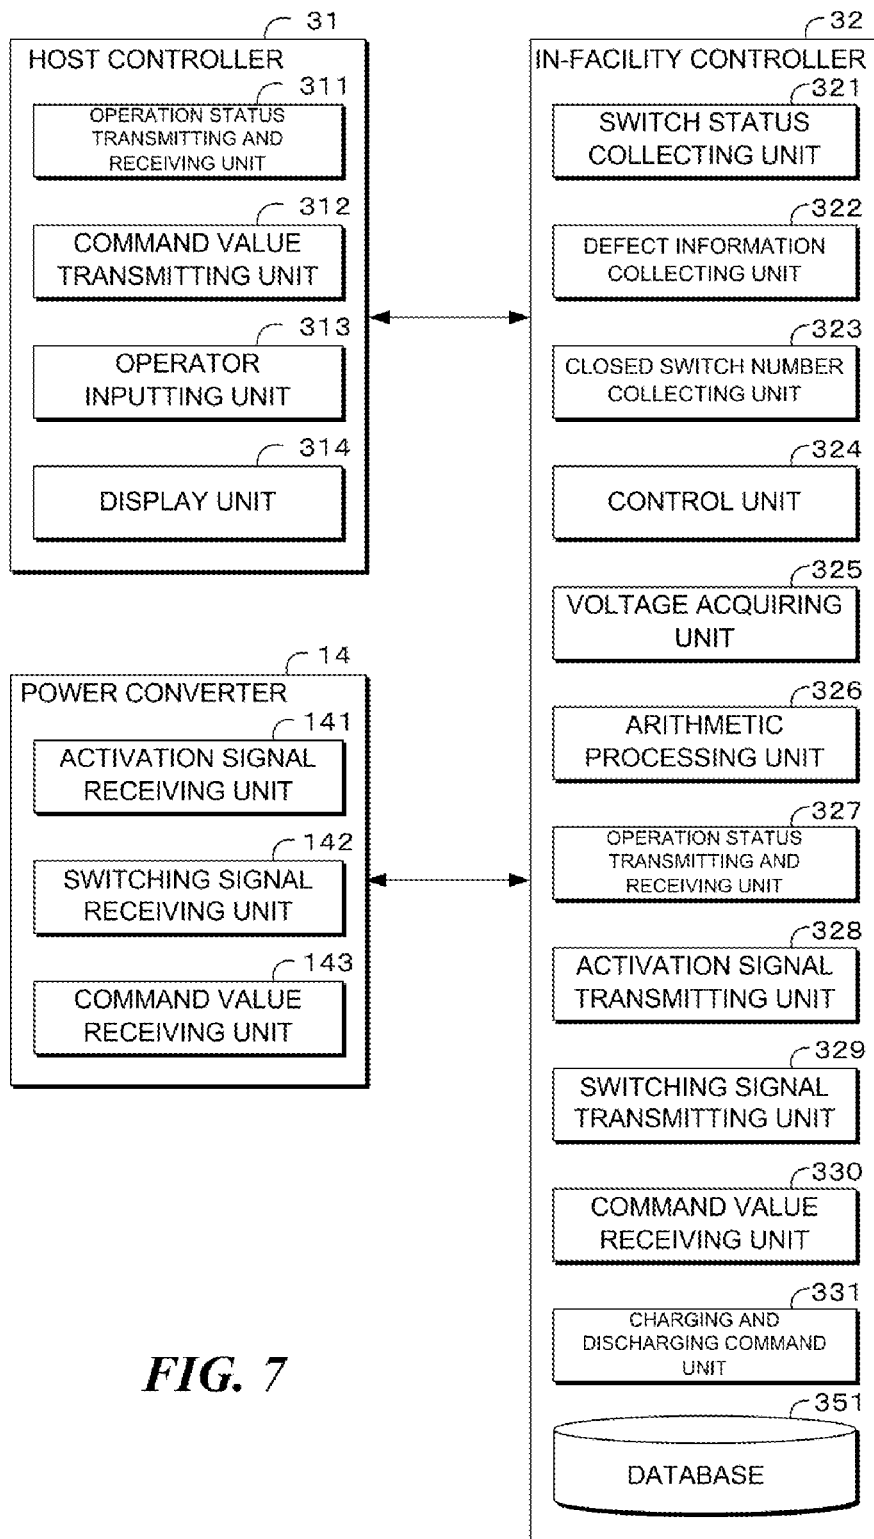 31
HOST CONTROLLER
311
OPERATION STATUS
TRANSMITTING AND
RECEIVING UNIT
312
COMMAND VALUE
TRANSMITTING UNIT
313
OPERATOR
INPUTTING UNIT
314
DISPLAY UNIT
14
POWER CONVERTER
141
ACTIVATION SIGNAL
RECEIVING UNIT
142
SWITCHING SIGNAL
RECEIVING UNIT
143
COMMAND VALUE
RECEIVING UNIT
32
IN-FACILITY CONTROLLER
321
SWITCH STATUS
COLLECTING UNIT
322
DEFECT INFORMATION
COLLECTING UNIT
323
CLOSED SWITCH NUMBER
COLLECTING UNIT
324
CONTROL UNIT
325
VOLTAGE ACQUIRING
UNIT
326
ARITHMETIC
PROCESSING UNIT
327
OPERATION STATUS
TRANSMITTING AND
RECEIVING UNIT
328
ACTIVATION SIGNAL
TRANSMITTING UNIT
329
SWITCHING SIGNAL
TRANSMITTING UNIT
330
COMMAND VALUE
RECEIVING UNIT
331
CHARGING AND
DISCHARGING COMMAND
UNIT
351
DATABASE
FIG. 7